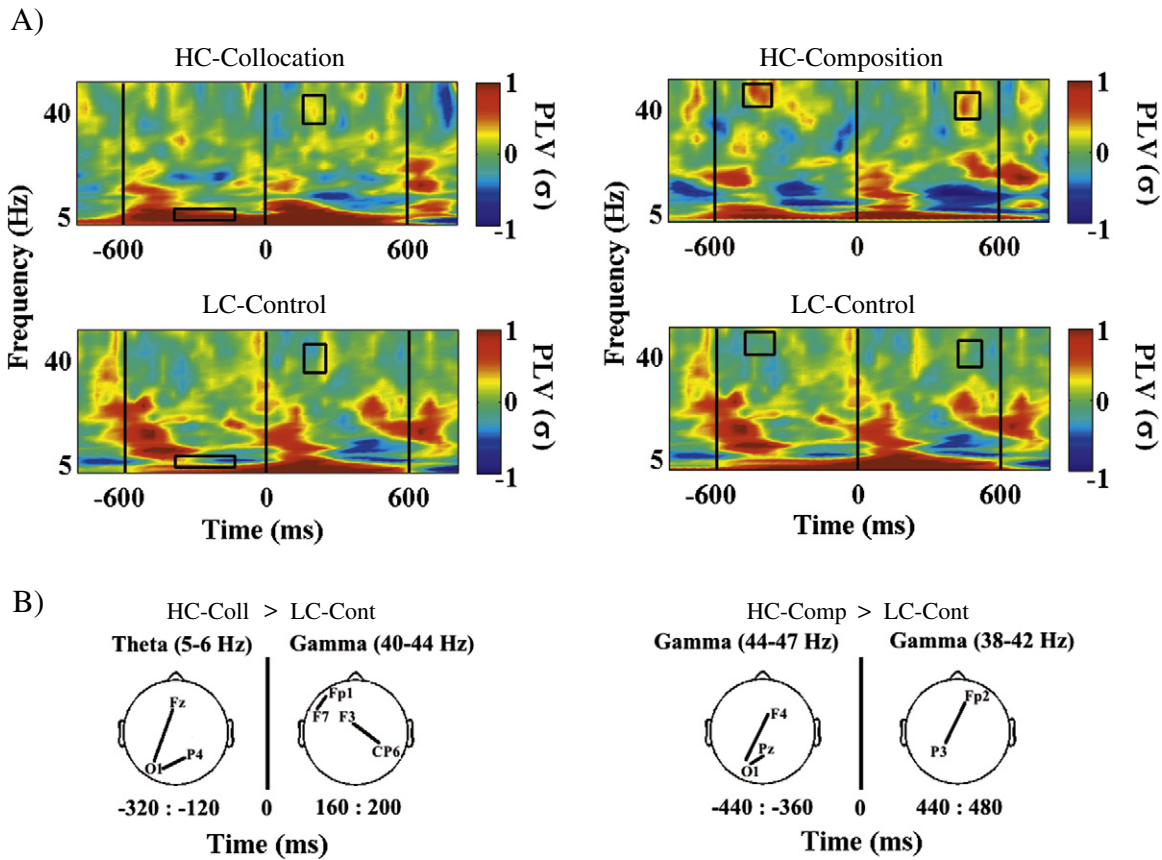 A)
HC-Collocation
HC-Composition
40
5
-600
0
600
1
0
-1
PLV (σ)
40
5
-600
0
600
1
0
-1
PLV (σ)
Frequency (Hz)
Frequency (Hz)
LC-Control
LC-Control
40
5
-600
0
600
1
0
-1
PLV (σ)
40
5
-600
0
600
1
0
-1
PLV (σ)
Time (ms)
Time (ms)
B)
HC-Coll > LC-Cont
HC-Comp > LC-Cont
Theta (5-6 Hz)
Gamma (40-44 Hz)
Gamma (44-47 Hz)
Gamma (38-42 Hz)
Fz
P4
O1
Fp1
F7
F3
CP6
F4
Pz
O1
Fp2
P3
-320 : -120
0
160 : 200
-440 : -360
0
440 : 480
Time (ms)
Time (ms)